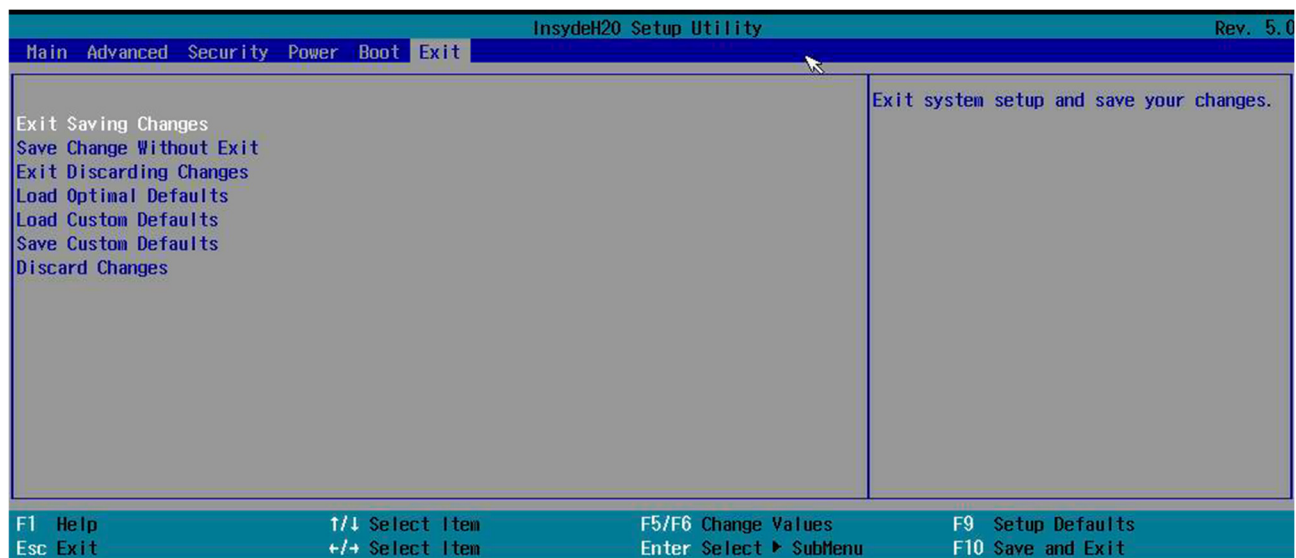 InsydeH20 Setup Utility Rev. 5.0
Main Advanced Security Power Boot Exit
Exit Saving Changes
Save Change Without Exit
Exit Discarding Changes
Load Optimal Defaults
Load Custom Defaults
Save Custom Defaults
Discard Changes
Exit system setup and save your changes.
F1 Help ↑/↓ Select Item F5/F6 Change Values F9 Setup Defaults
Esc Exit ←/→ Select Item Enter Select ▶ SubMenu F10 Save and Exit